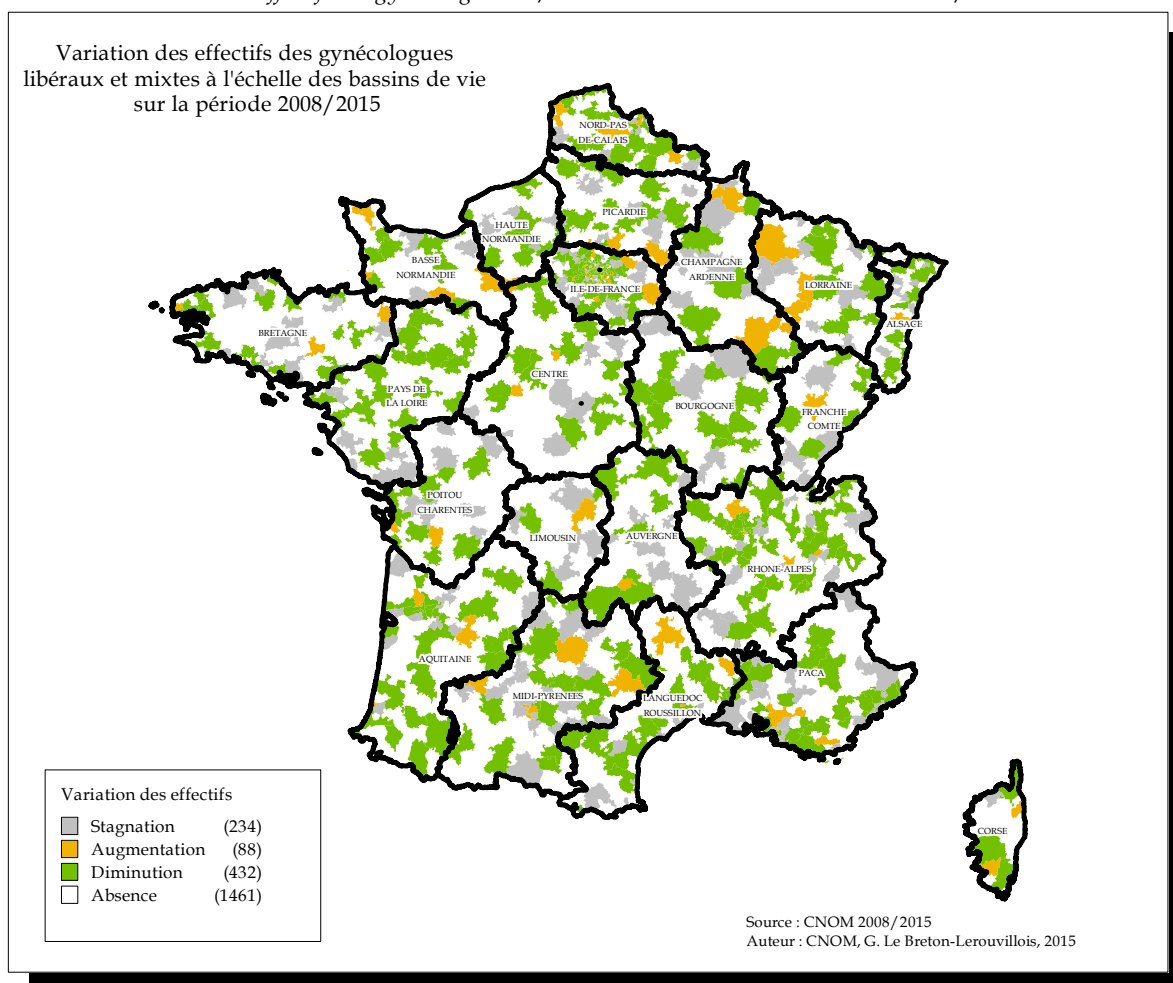 Variation des effectifs des gynécologues
libéraux et mixtes à l'échelle des bassins de vie
sur la période 2008/2015
NORD-PAS
DE-CALAIS
PICARDIE
HAUTE
NORMANDIE
BASSE
NORMANDIE
ILE-DE-FRANCE
CHAMPAGNE
ARDENNE
LORRAINE
ALSACE
BRETAGNE
PAYS DE
LA LOIRE
CENTRE
BOURGOGNE
FRANCHE
COMTE
POITOU
CHARENTES
LIMOUSIN
AUVERGNE
RHONE-ALPES
AQUITAINE
MIDI-PYRENEES
LANGUEDOC
ROUSSILLON
PACA
CORSE
Variation des effectifs
Stagnation (234)
Augmentation (88)
Diminution (432)
Absence (1461)
Source : CNOM 2008/2015
Auteur : CNOM, G. Le Breton-Lerouvillois, 2015